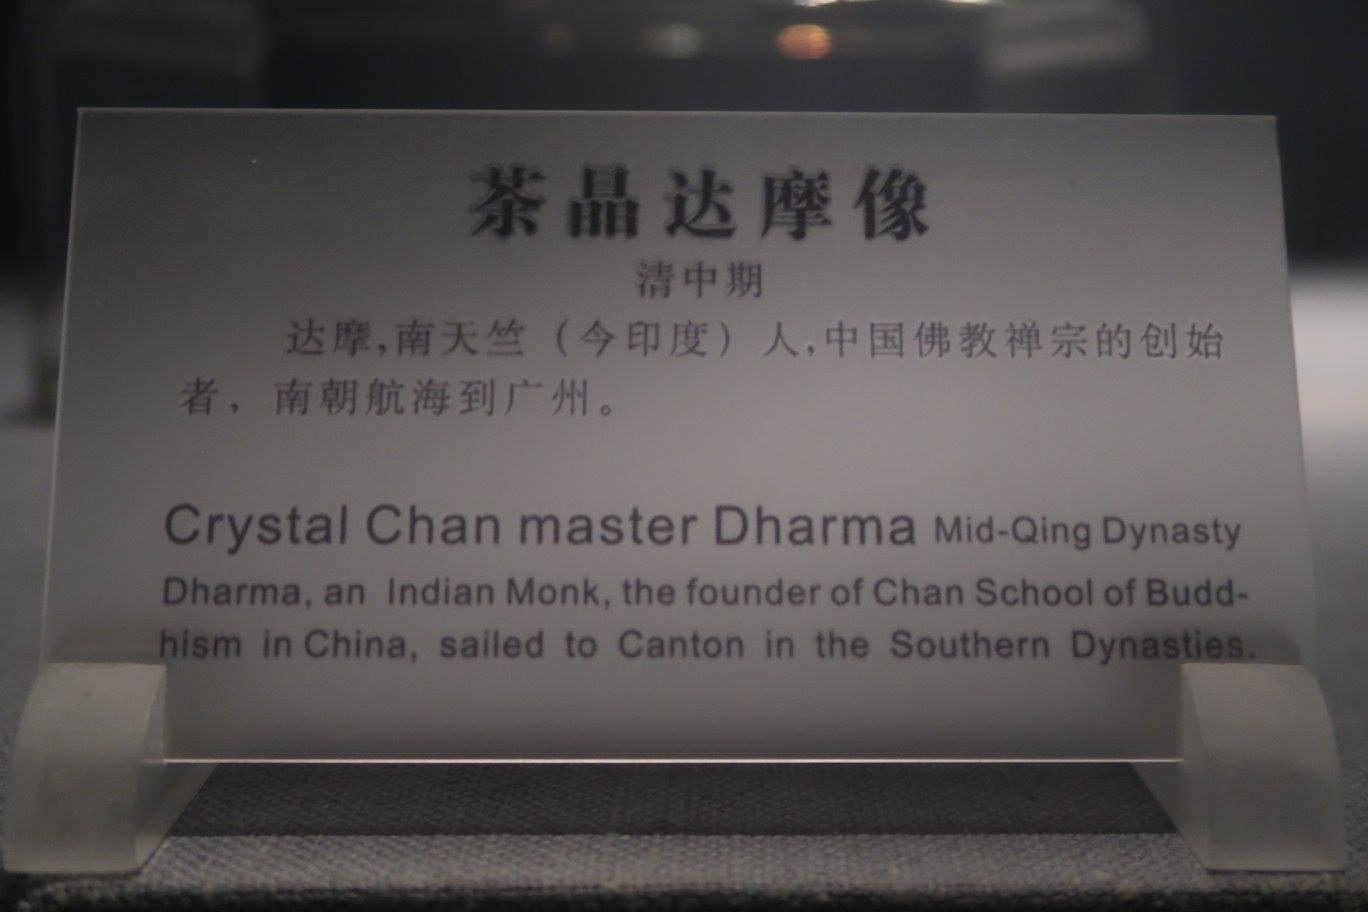 茶晶达摩像
清中期
达摩,南天竺（今印度）人,中国佛教禅宗的创始
者，南朝航海到广州。
Crystal Chan master Dharma Mid-Qing Dynasty
Dharma, an Indian Monk, the founder of Chan School of Budd-
hism in China, sailed to Canton in the Southern Dynasties.